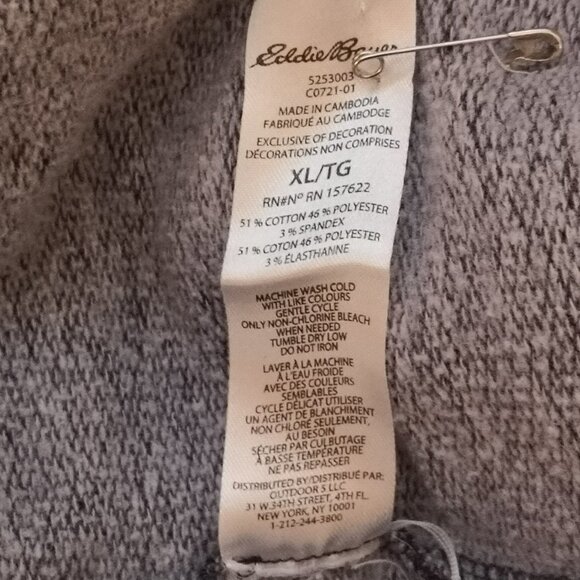 Eddie Bauer
5253003
C0721-01
MADE IN CAMBODIA
FABRIQUÉ AU CAMBODGE
EXCLUSIVE OF DECORATION
DÉCORATIONS NON COMPRISES
XL/TG
RN#Nº RN 157622
51 % COTTON 46 % POLYESTER
3 % SPANDEX
51 % COTON 46 % POLYESTER
3 % ÉLASTHANNE
MACHINE WASH COLD
WITH LIKE COLOURS
GENTLE CYCLE
ONLY NON-CHLORINE BLEACH
WHEN NEEDED
TUMBLE DRY LOW
DO NOT IRON
LAVER À LA MACHINE
À L'EAU FROIDE
AVEC DES COULEURS
SEMBLABLES
CYCLE DÉLICAT UTILISER
UN AGENT DE BLANCHIMENT
NON CHLORÉ SEULEMENT,
AU BESOIN
SÉCHER PAR CULBUTAGE
À BASSE TEMPÉRATURE
NE PAS REPASSER
DISTRIBUTED BY/DISTRIBUÉ PAR:
OUTDOOR 5 LLC
31 W.34TH STREET, 4TH FL.
NEW YORK, NY 10001
1-212-244-3800